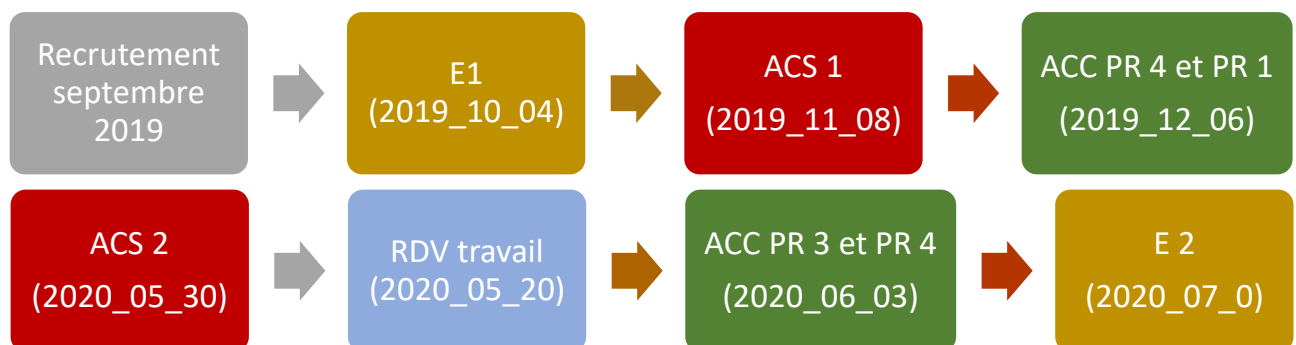 Recrutement
septembre
2019
E1
(2019_10_04)
ACS 1
(2019_11_08)
ACC PR 4 et PR 1
(2019_12_06)
ACS 2
(2020_05_30)
RDV travail
(2020_05_20)
ACC PR 3 et PR 4
(2020_06_03)
E 2
(2020_07_0)